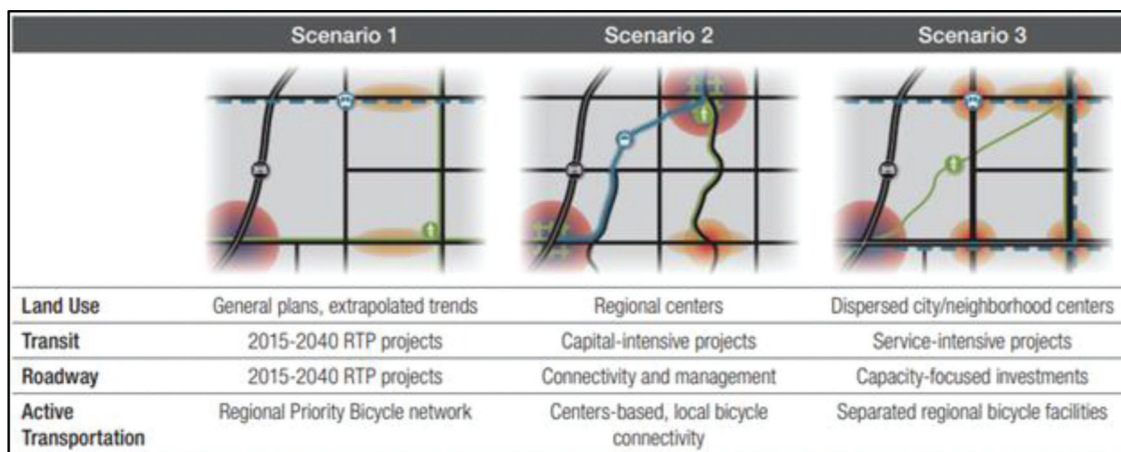 Scenario 1 Scenario 2 Scenario 3
Land Use General plans, extrapolated trends Regional centers Dispersed city/neighborhood centers
Transit 2015-2040 RTP projects Capital-intensive projects Service-intensive projects
Roadway 2015-2040 RTP projects Connectivity and management Capacity-focused investments
Active Regional Priority Bicycle network Centers-based, local bicycle Separated regional bicycle facilities
Transportation connectivity